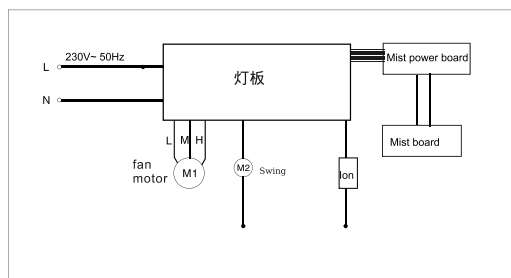 230V~ 50Hz
L
N
灯板
Mist power board
Mist board
L M H
fan
motor
M1
M2
Swing
Ion